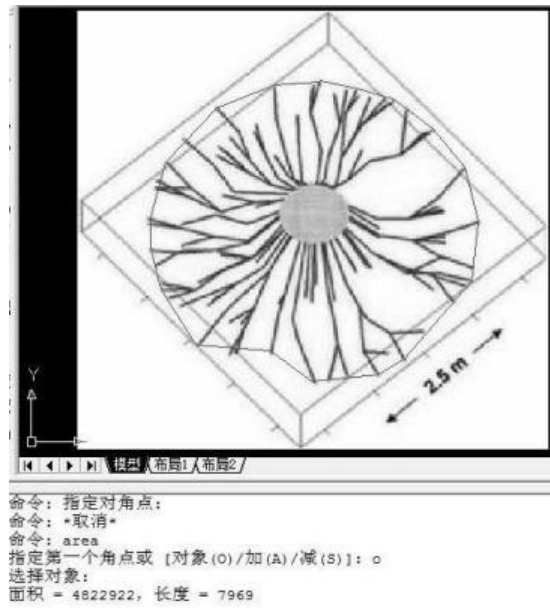 2.5 m
Y
模型 布局1 布局2
命令: 指定对角点:
命令: *取消*
命令: area
指定第一个角点或 [对象(O)/加(A)/减(S)]: o
选择对象:
面积 = 4822922, 长度 = 7969